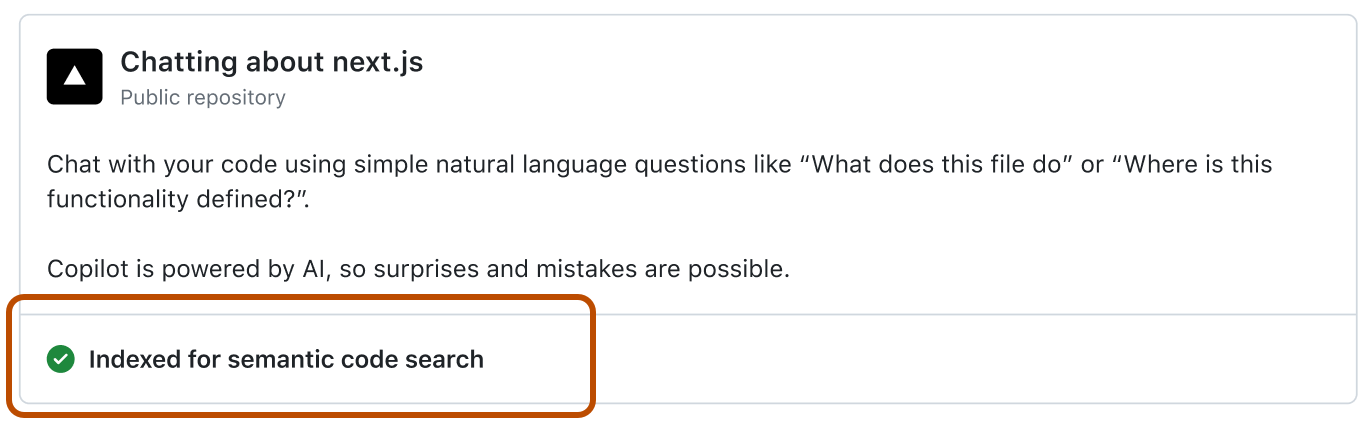 Chatting about next.js
Public repository
Chat with your code using simple natural language questions like “What does this file do” or “Where is this
functionality defined?”.
Copilot is powered by AI, so surprises and mistakes are possible.
Indexed for semantic code search